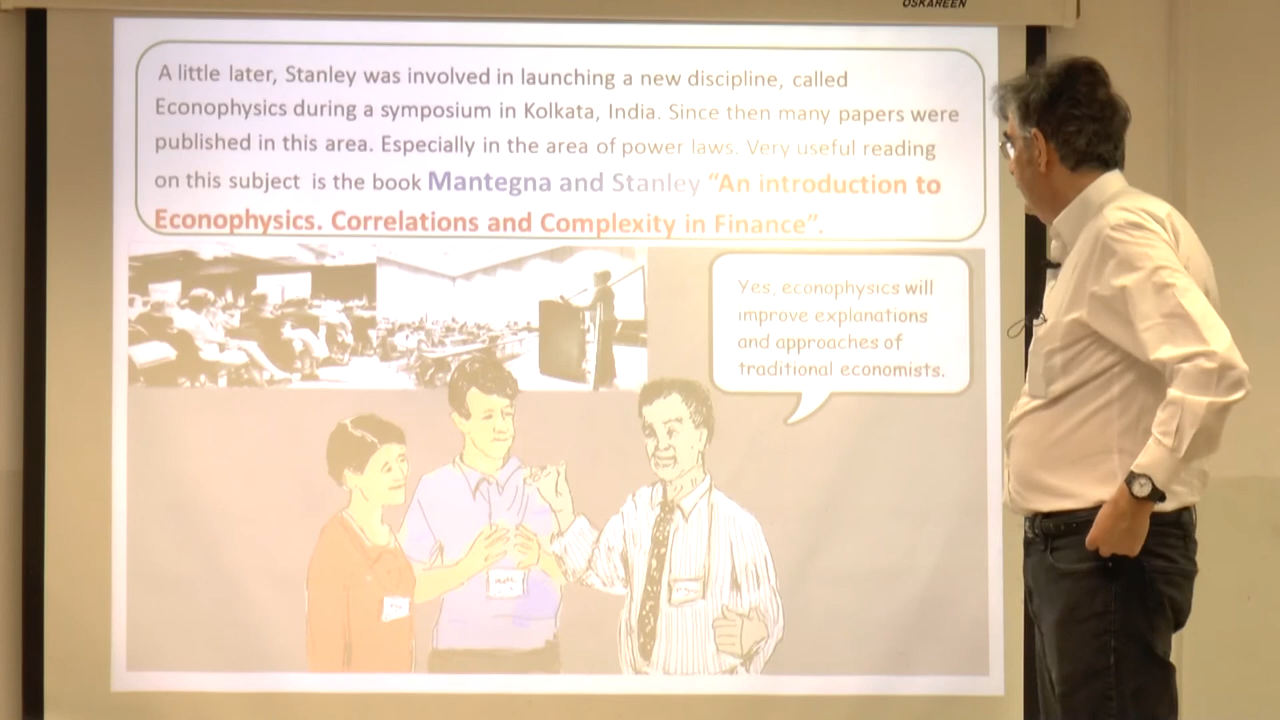 OSKAREEN
A little later, Stanley was involved in launching a new discipline, called
Econophysics during a symposium in Kolkata, India. Since then many papers were
published in this area. Especially in the area of power laws. Very useful reading
on this subject is the book Mantegna and Stanley “An introduction to
Econophysics. Correlations and Complexity in Finance”.
Yes, econophysics will
improve explanations
and approaches of
traditional economists.